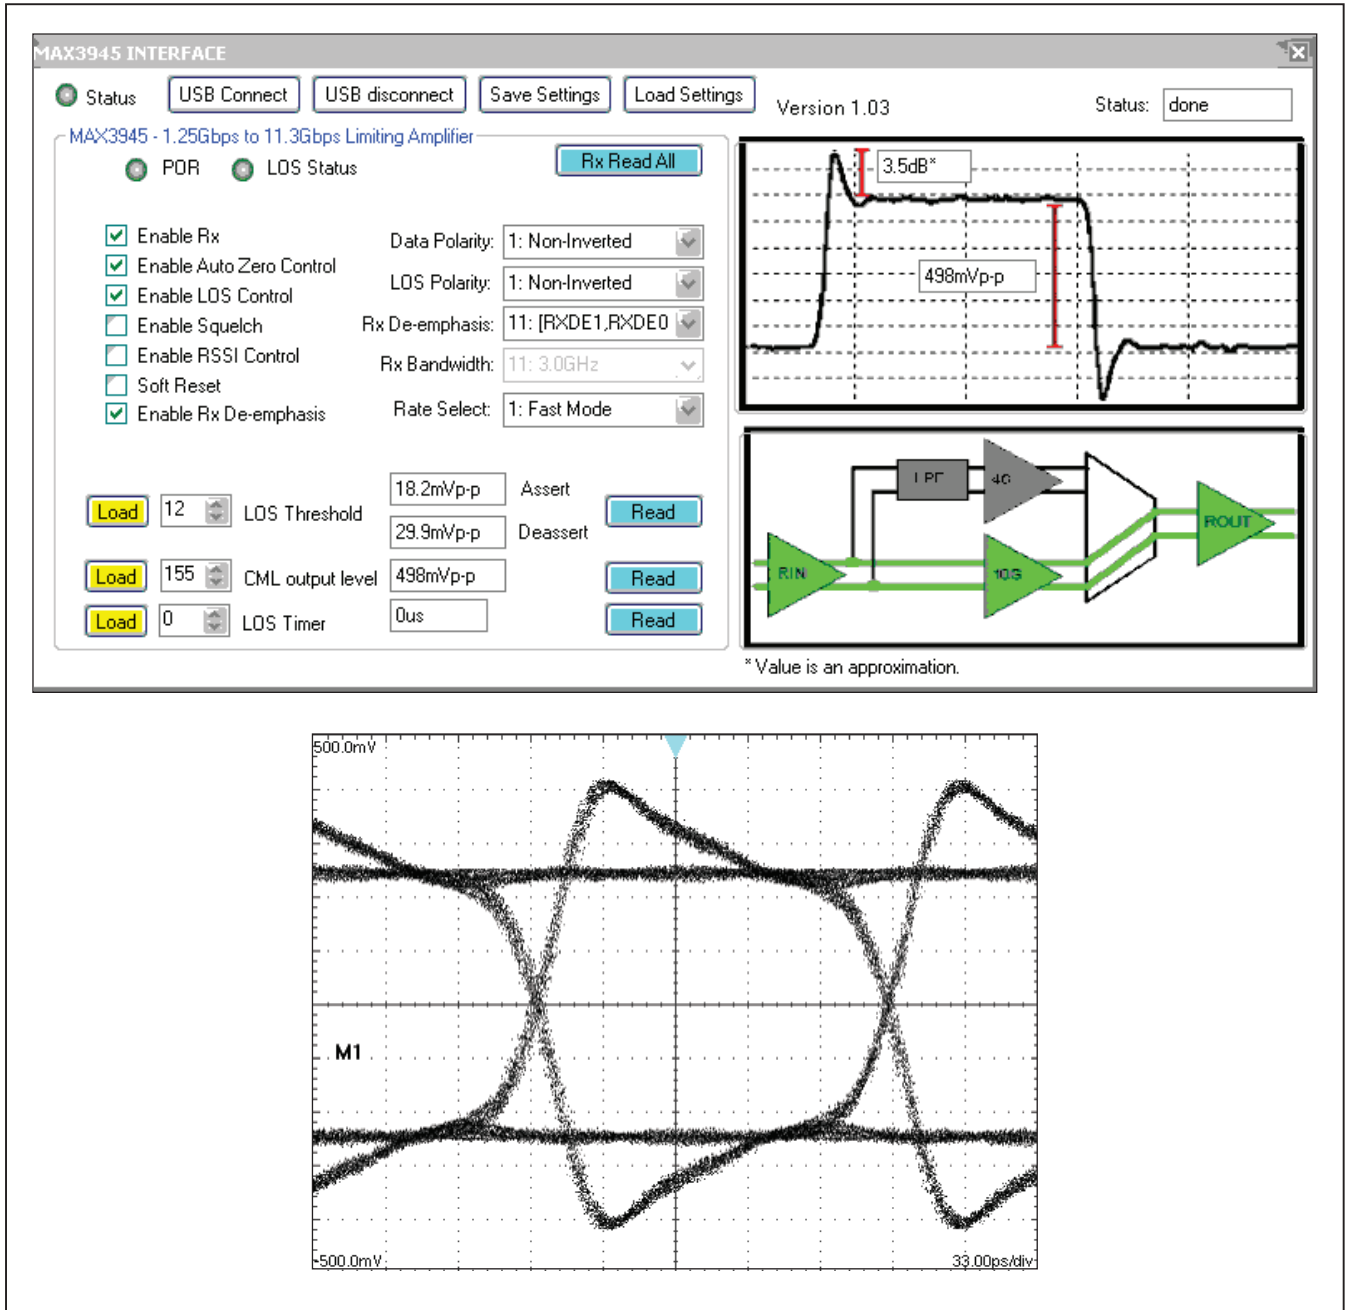 MAX3945 INTERFACE
Status
USB Connect
USB disconnect
Save Settings
Load Settings
Version 1.03
Status:
done
MAX3945 - 1.25Gbps to 11.3Gbps Limiting Amplifier
POR
LOS Status
Rx Read All
Enable Rx
Enable Auto Zero Control
Enable LOS Control
Enable Squelch
Enable RSSI Control
Soft Reset
Enable Rx De-emphasis
Data Polarity: 1: Non-Inverted
LOS Polarity: 1: Non-Inverted
Rx De-emphasis: 11: [RXDE1,RXDE0
Rx Bandwidth: 11: 3.0GHz
Rate Select: 1: Fast Mode
Load 12 LOS Threshold
18.2mVp-p Assert
29.9mVp-p Deassert
Read
Load 155 CML output level 498mVp-p Read
Load 0 LOS Timer 0us Read
3.5dB*
498mVp-p
LPF
4G
RIN
10G
ROUT
* Value is an approximation.
500.0mV
M1
-500.0mV
33.00ps/div